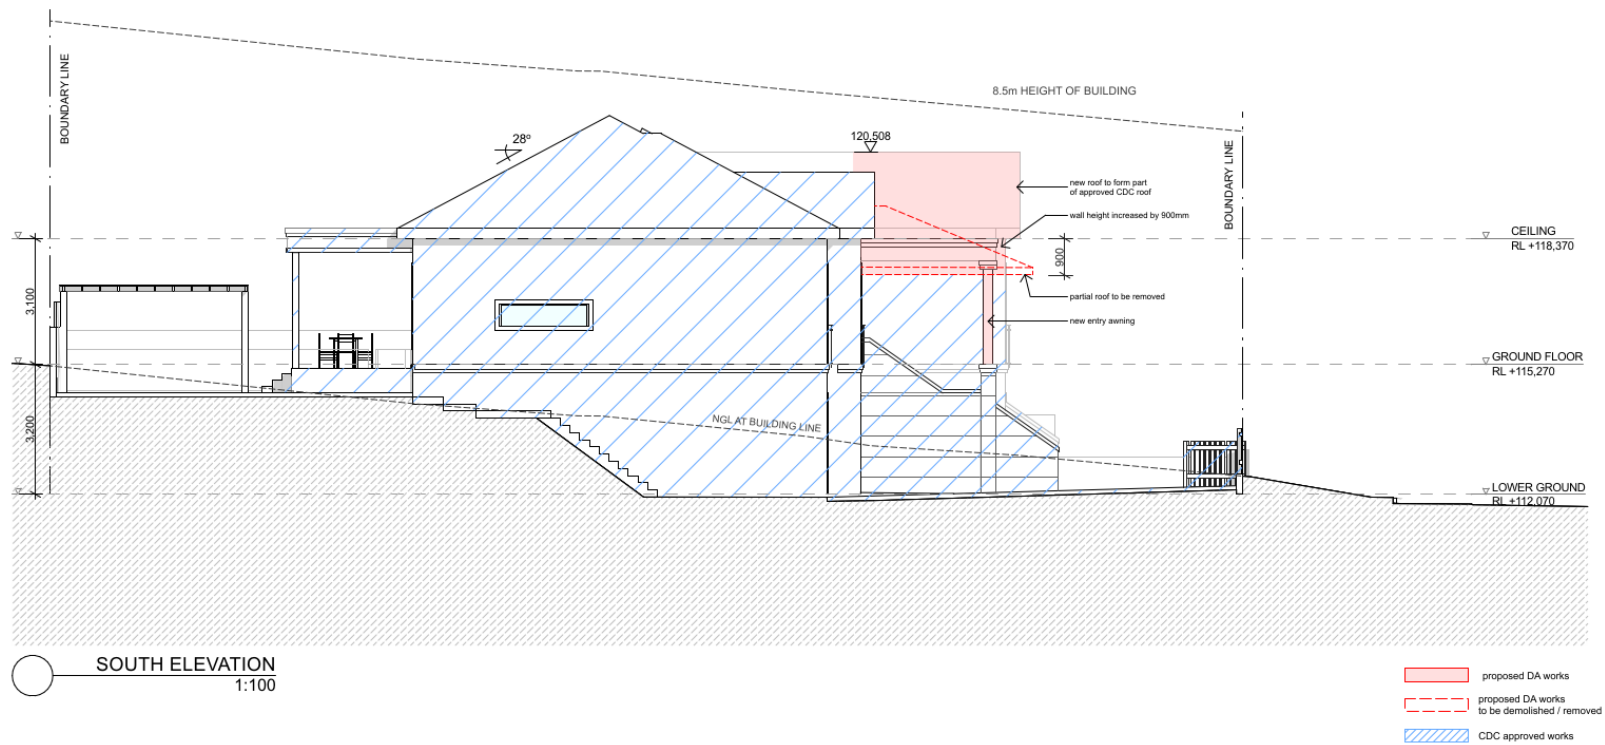 BOUNDARY LINE
8.5m HEIGHT OF BUILDING
28º
120,508
BOUNDARY LINE
new roof to form part
of approved CDC roof
wall height increased by 900mm
CEILING
RL +118,370
900
partial roof to be removed
3,100
new entry awning
GROUND FLOOR
RL +115,270
NGL AT BUILDING LINE
3,200
LOWER GROUND
RL +112,070
SOUTH ELEVATION
1:100
proposed DA works
proposed DA works
to be demolished / removed
CDC approved works